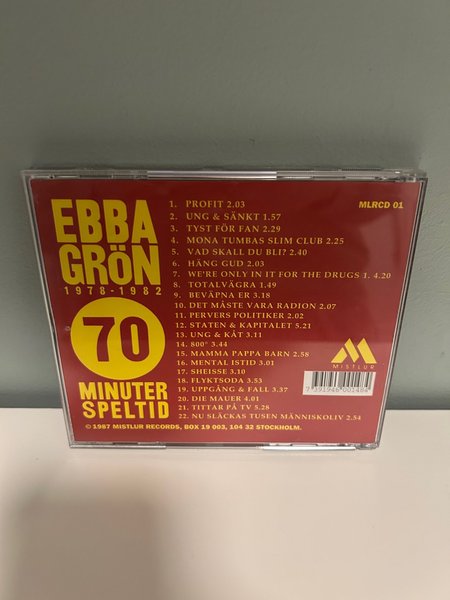 EBBA
GRÖN
1978-1982
70
MINUTER
SPELTID
1. PROFIT 2.03
2. UNG & SÄNKT 1.57
3. TYST FÖR FAN 2.29
4. MONA TUMBAS SLIM CLUB 2.25
5. VAD SKALL DU BLI? 2.40
6. HÄNG GUD 2.03
7. WE'RE ONLY IN IT FOR THE DRUGS 1. 4.20
8. TOTALVÄGRA 1.49
9. BEVÄPNA ER 3.18
10. DET MÅSTE VARA RADION 2.07
11. PERVERS POLITIKER 2.02
12. STATEN & KAPITALET 5.21
13. UNG & KÅT 3.11
14. 800° 3.44
15. MAMMA PAPPA BARN 2.58
16. MENTAL ISTID 3.01
17. SHEISSE 3.10
18. FLYKTSODA 3.53
19. UPPGÅNG & FALL 3.37
20. DIE MAUER 4.01
21. TITTAR PÅ TV 5.28
22. NU SLÄCKAS TUSEN MÄNNISKOLIV 2.54
MLRCD 01
MISTLUR
7 391946 001484
© 1987 MISTLUR RECORDS, BOX 19 003, 104 32 STOCKHOLM.